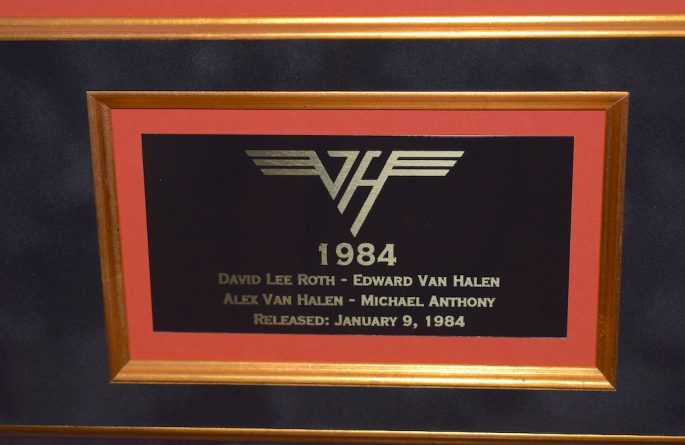 VH
1984
David Lee Roth - Edward Van Halen
Alex Van Halen - Michael Anthony
Released: January 9, 1984